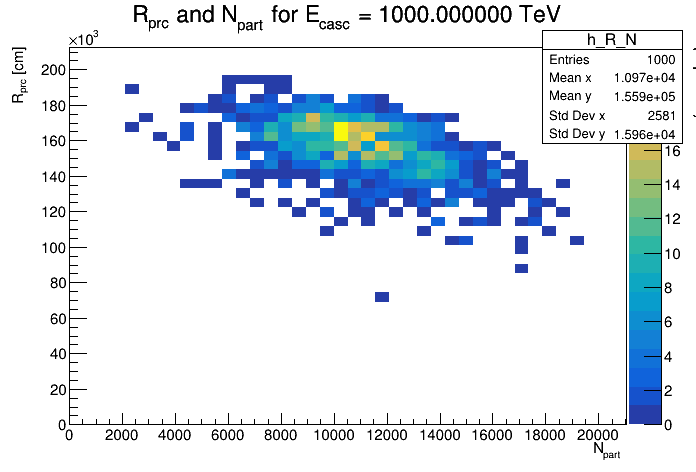 R_prc and N_part for E_casc = 1000.000000 TeV
×10³
R_prc [cm]
h_R_N
Entries 1000
Mean x 1.097e+04
Mean y 1.559e+05
Std Dev x 2581
Std Dev y 1.596e+04
200
180
160
140
120
100
80
60
40
20
0
16
14
12
10
8
6
4
2
0
0 2000 4000 6000 8000 10000 12000 14000 16000 18000 20000
N_part